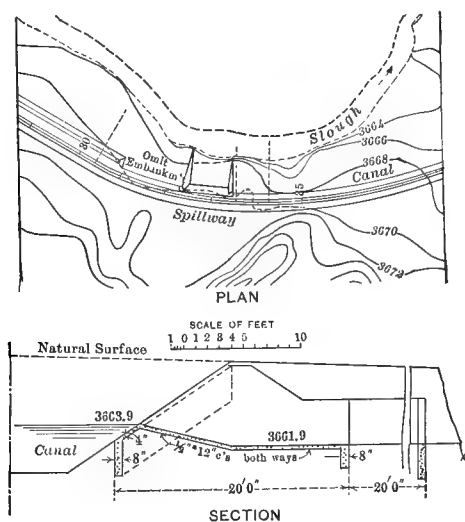 Slough
3664
3666
3668
Canal
Omit
Embankm't
Spillway
3670
3672
PLAN
SCALE OF FEET
1 0 1 2 3 4 5 10
Natural Surface
3663.9
Canal
4"
½" 12" c's
both ways
3661.9
8"
8"
20'0"
20'0"
SECTION